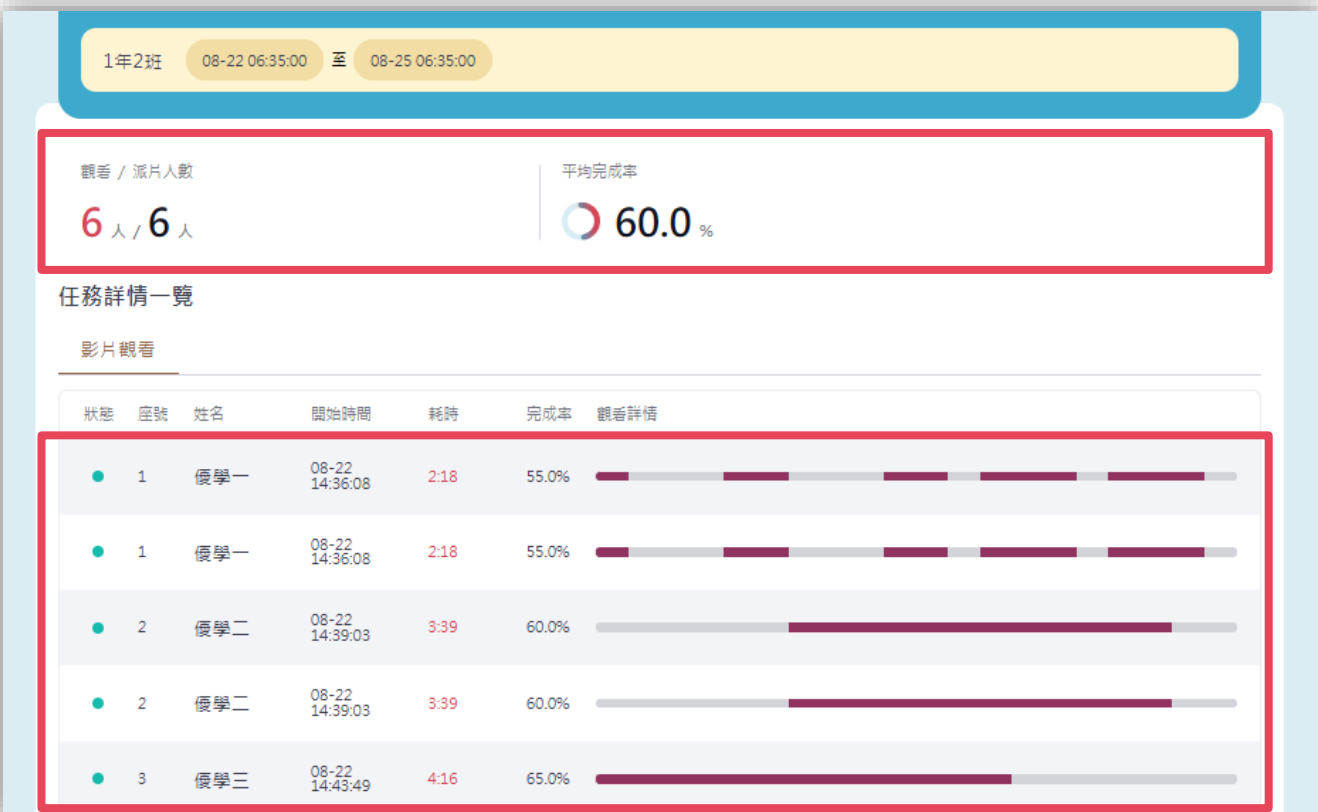 1年2班 08-22 06:35:00 至 08-25 06:35:00
觀看 / 派片人數 平均完成率
6 人 / 6 人 60.0 %
任務詳情一覽
影片觀看
狀態 座號 姓名 開始時間 耗時 完成率 觀看詳情
1 優學一 08-22 14:36:08 2:18 55.0%
1 優學一 08-22 14:36:08 2:18 55.0%
2 優學二 08-22 14:39:03 3:39 60.0%
2 優學二 08-22 14:39:03 3:39 60.0%
3 優學三 08-22 14:43:49 4:16 65.0%